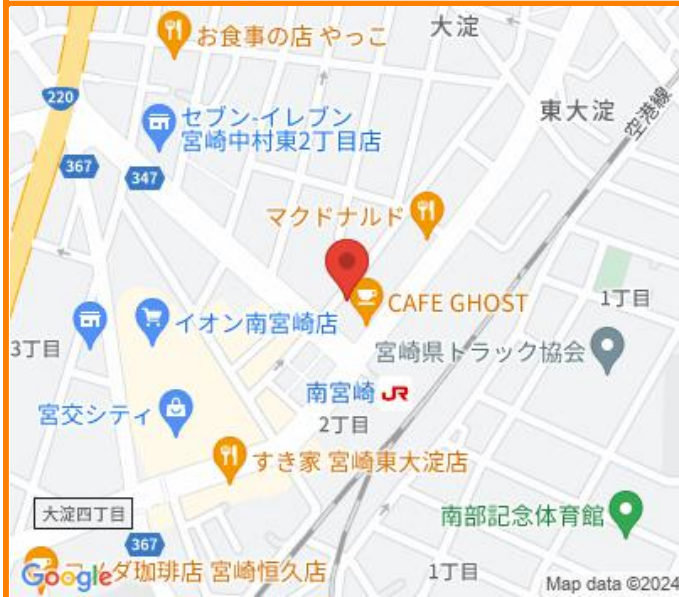 お食事の店 やっこ
大淀
220
セブン-イレブン
宮崎中村東2丁目店
東大淀
空港線
367
347
マクドナルド
CAFE GHOST
1丁目
イオン南宮崎店
3丁目
宮崎県トラック協会
南宮崎 JR
2丁目
宮交シティ
すき家 宮崎東大淀店
大淀四丁目
南部記念体育館
367
Google
ダ珈琲店 宮崎恒久店
1丁目
Map data ©2024